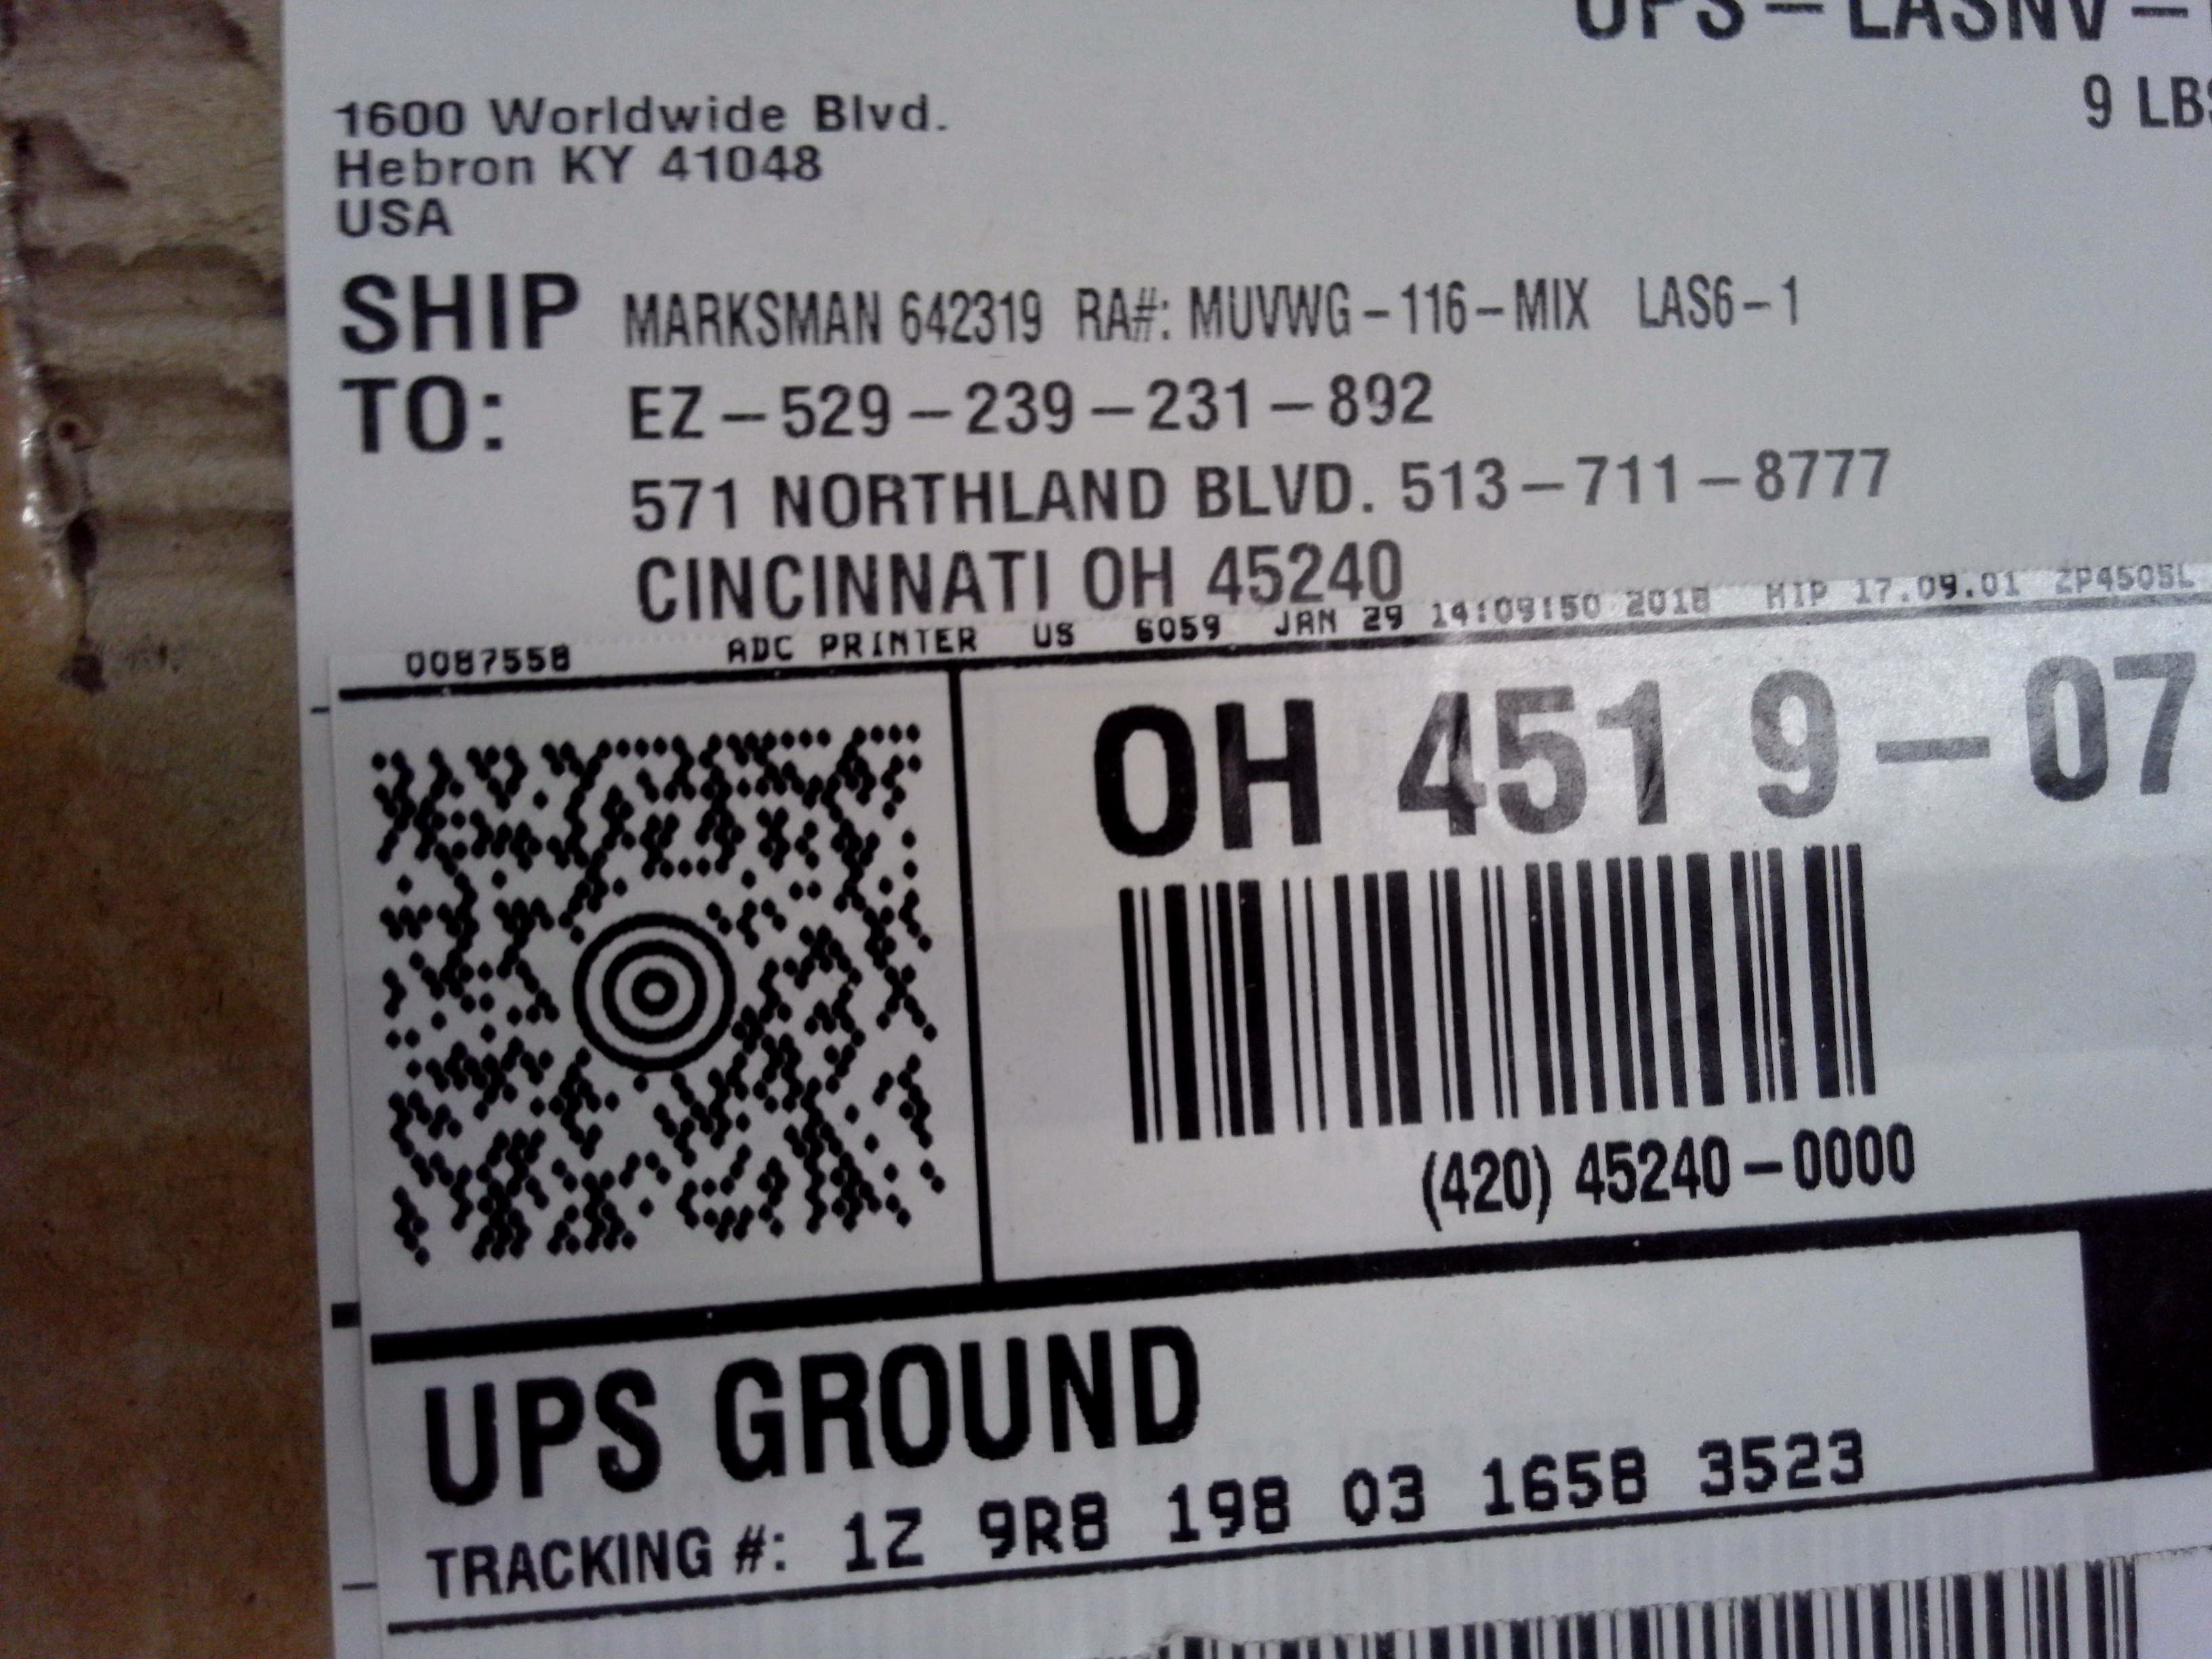 UPS - LASNV -
9 LBS
1600 Worldwide Blvd.
Hebron KY 41048
USA
SHIP TO:
MARKSMAN 642319 RA#: MUVWG-116-MIX LAS6-1
EZ-529-239-231-892
571 NORTHLAND BLVD. 513-711-8777
CINCINNATI OH 45240
0087558 ADC PRINTER US 6059 JAN 29 14:09:50 2018 HIP 17.09.01 ZP450SL
OH 451 9-07
(420) 45240-0000
UPS GROUND
TRACKING #: 1Z 9R8 198 03 1658 3523